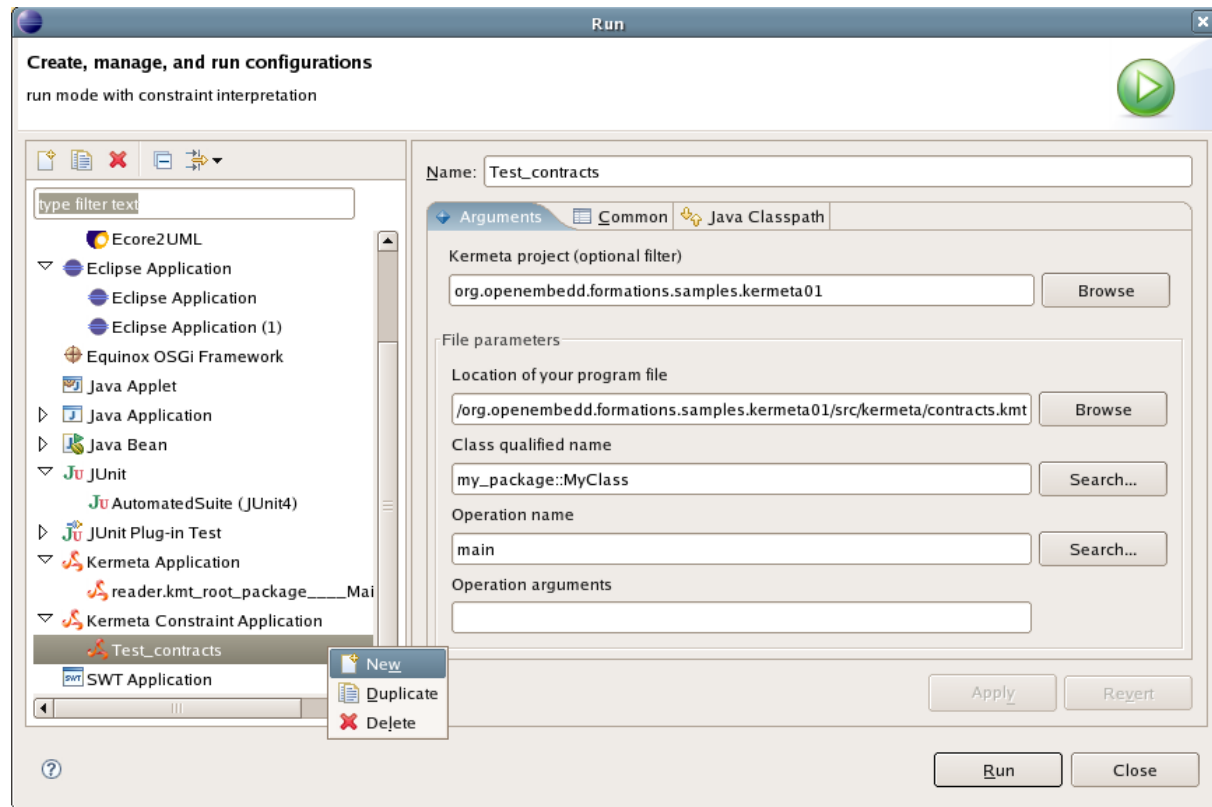 Run
Create, manage, and run configurations
run mode with constraint interpretation
type filter text
Ecore2UML
Eclipse Application
Eclipse Application
Eclipse Application (1)
Equinox OSGi Framework
Java Applet
Java Application
Java Bean
JUnit
AutomatedSuite (JUnit4)
JUnit Plug-in Test
Kermeta Application
reader.kmt_root_package____Mai
Kermeta Constraint Application
Test_contracts
SWT Application
New
Duplicate
Delete
Name: Test_contracts
Arguments Common Java Classpath
Kermeta project (optional filter)
org.openembedd.formations.samples.kermeta01 Browse
File parameters
Location of your program file
/org.openembedd.formations.samples.kermeta01/src/kermeta/contracts.kmt Browse
Class qualified name
my_package::MyClass Search...
Operation name
main Search...
Operation arguments
Apply Revert
Run Close